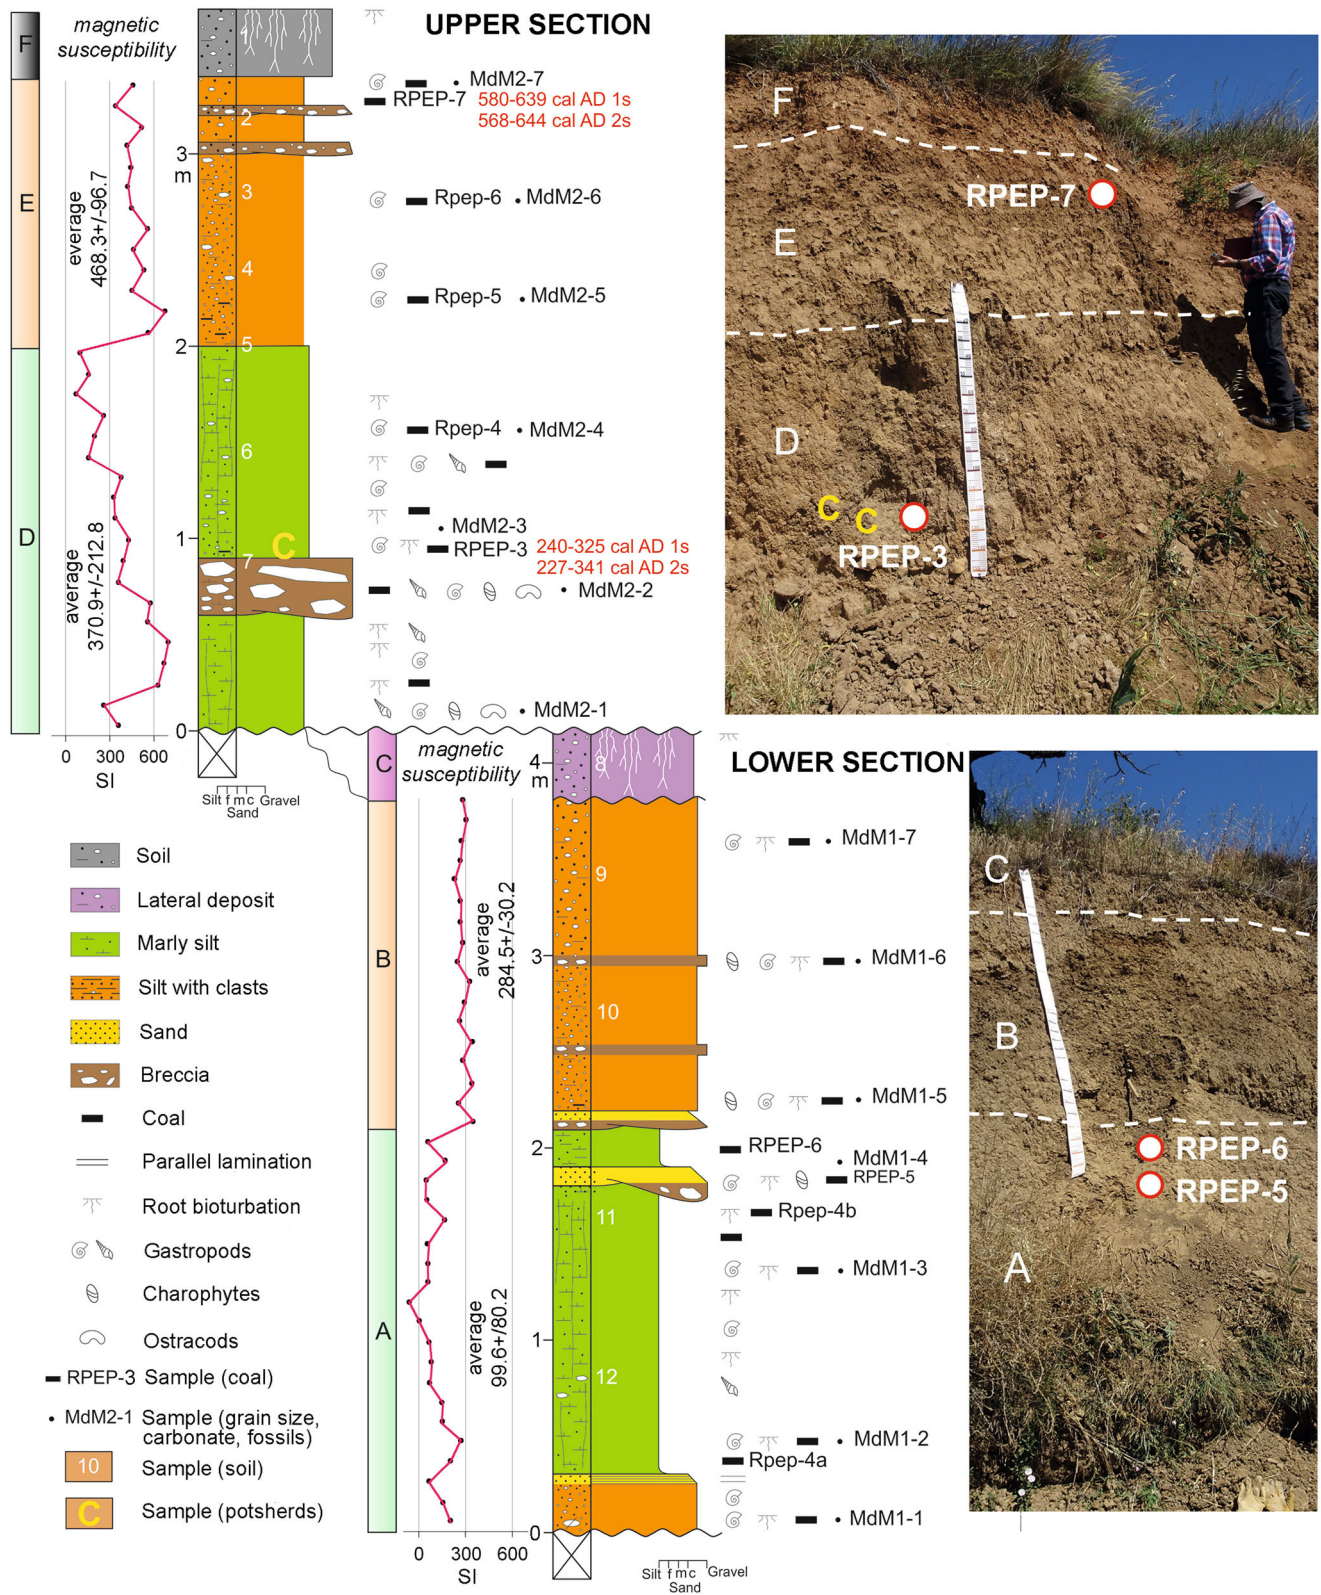 UPPER SECTION
magnetic
susceptibility
F
E
D
everage
468.3+/-96.7
average
370.9+/-212.8
0 300 600
SI
3
m
2
1
0
1
2
3
4
5
6
7
C
Silt f m c Gravel
Sand
MdM2-7
RPEP-7 580-639 cal AD 1s
568-644 cal AD 2s
Rpep-6 MdM2-6
Rpep-5 MdM2-5
Rpep-4 MdM2-4
MdM2-3
RPEP-3 240-325 cal AD 1s
227-341 cal AD 2s
MdM2-2
MdM2-1
F
RPEP-7
E
D
C C
RPEP-3
LOWER SECTION
magnetic
susceptibility
C
B
A
average
284.5+/-30.2
average
99.6+/80.2
0 300 600
SI
4
m
3
2
1
0
8
9
10
11
12
Silt f m c Gravel
Sand
MdM1-7
MdM1-6
MdM1-5
RPEP-6
MdM1-4
RPEP-5
Rpep-4b
MdM1-3
MdM1-2
Rpep-4a
MdM1-1
C
B
RPEP-6
RPEP-5
A
Soil
Lateral deposit
Marly silt
Silt with clasts
Sand
Breccia
Coal
Parallel lamination
Root bioturbation
Gastropods
Charophytes
Ostracods
RPEP-3 Sample (coal)
MdM2-1 Sample (grain size,
carbonate, fossils)
10 Sample (soil)
C Sample (potsherds)